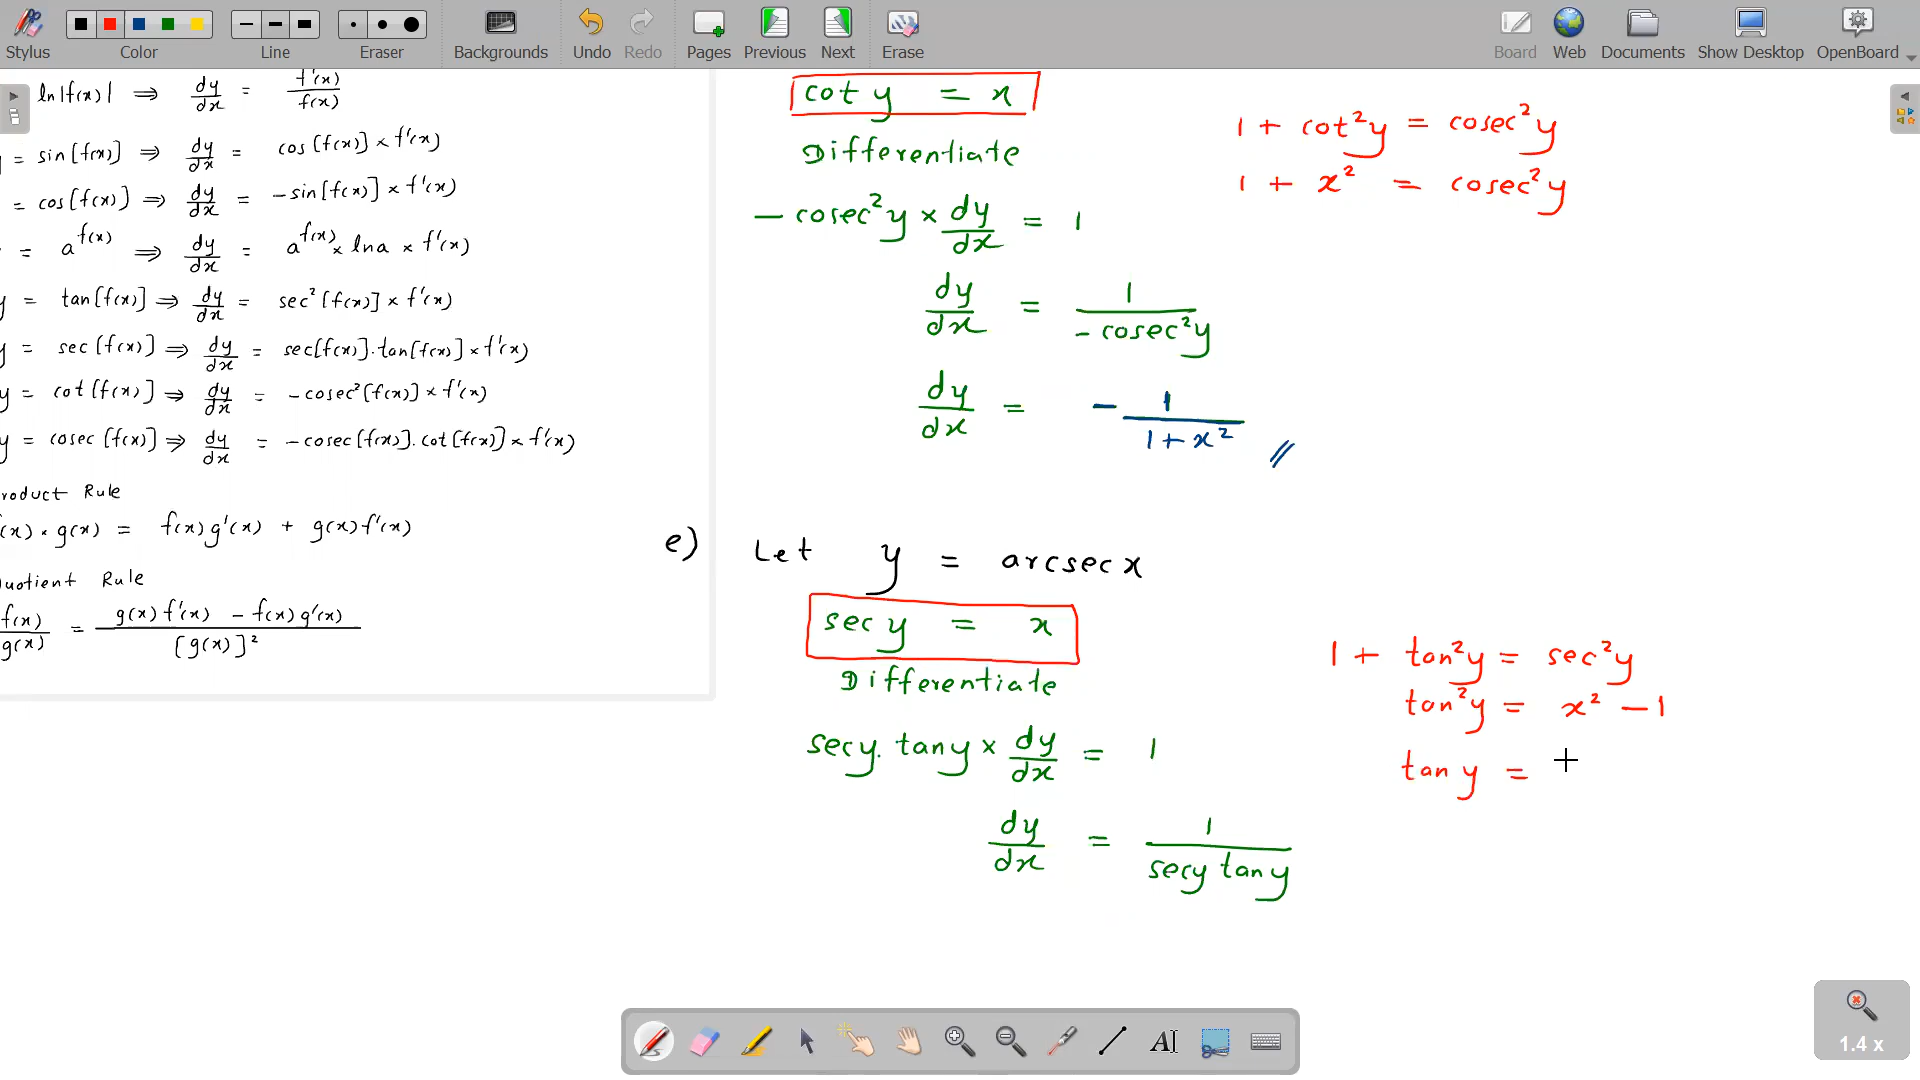 Stylus Color Line Eraser Backgrounds Undo Redo Pages Previous Next Erase Board Web Documents Show Desktop OpenBoard
ln|f(x)| ⇒ dy/dx = f'(x)/f(x)
y = sin[f(x)] ⇒ dy/dx = cos[f(x)] × f'(x)
= cos[f(x)] ⇒ dy/dx = -sin[f(x)] × f'(x)
= a^f(x) ⇒ dy/dx = a^f(x) × lna × f'(x)
y = tan[f(x)] ⇒ dy/dx = sec²[f(x)] × f'(x)
y = sec[f(x)] ⇒ dy/dx = sec[f(x)].tan[f(x)] × f'(x)
y = cot[f(x)] ⇒ dy/dx = -cosec²[f(x)] × f'(x)
y = cosec[f(x)] ⇒ dy/dx = -cosec[f(x)].cot[f(x)] × f'(x)
roduct Rule
(x) × g(x) = f(x)g'(x) + g(x)f'(x)
uotient Rule
f(x)/g(x) = g(x)f'(x) - f(x)g'(x) / [g(x)]²
cot y = x
Differentiate
- cosec²y × dy/dx = 1
dy/dx = 1/-cosec²y
dy/dx = - 1/1+x² //
1 + cot²y = cosec²y
1 + x² = cosec²y
e) Let y = arcsec x
sec y = x
Differentiate
secy. tany × dy/dx = 1
dy/dx = 1/secy tany
1 + tan²y = sec²y
tan²y = x² - 1
tan y =
1.4 x